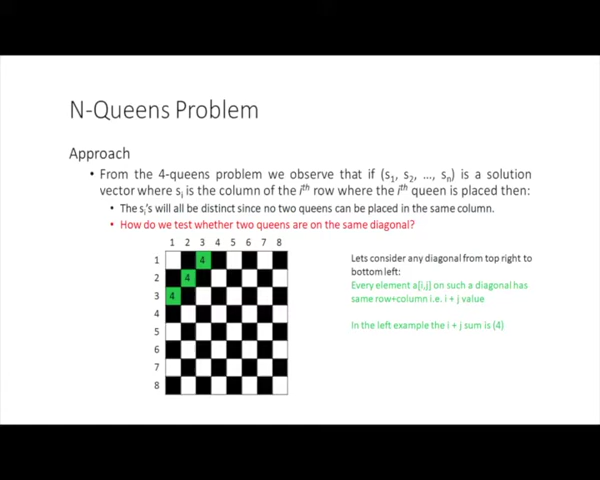 N-Queens Problem
Approach
• From the 4-queens problem we observe that if (s1, s2, ..., sn) is a solution
vector where si is the column of the ith row where the ith queen is placed then:
• The si's will all be distinct since no two queens can be placed in the same column.
• How do we test whether two queens are on the same diagonal?
1 2 3 4 5 6 7 8
1 4
2 4
3 4
4
5
6
7
8
Lets consider any diagonal from top right to
bottom left:
Every element a[i,j] on such a diagonal has
same row+column i.e. i + j value
In the left example the i + j sum is (4)